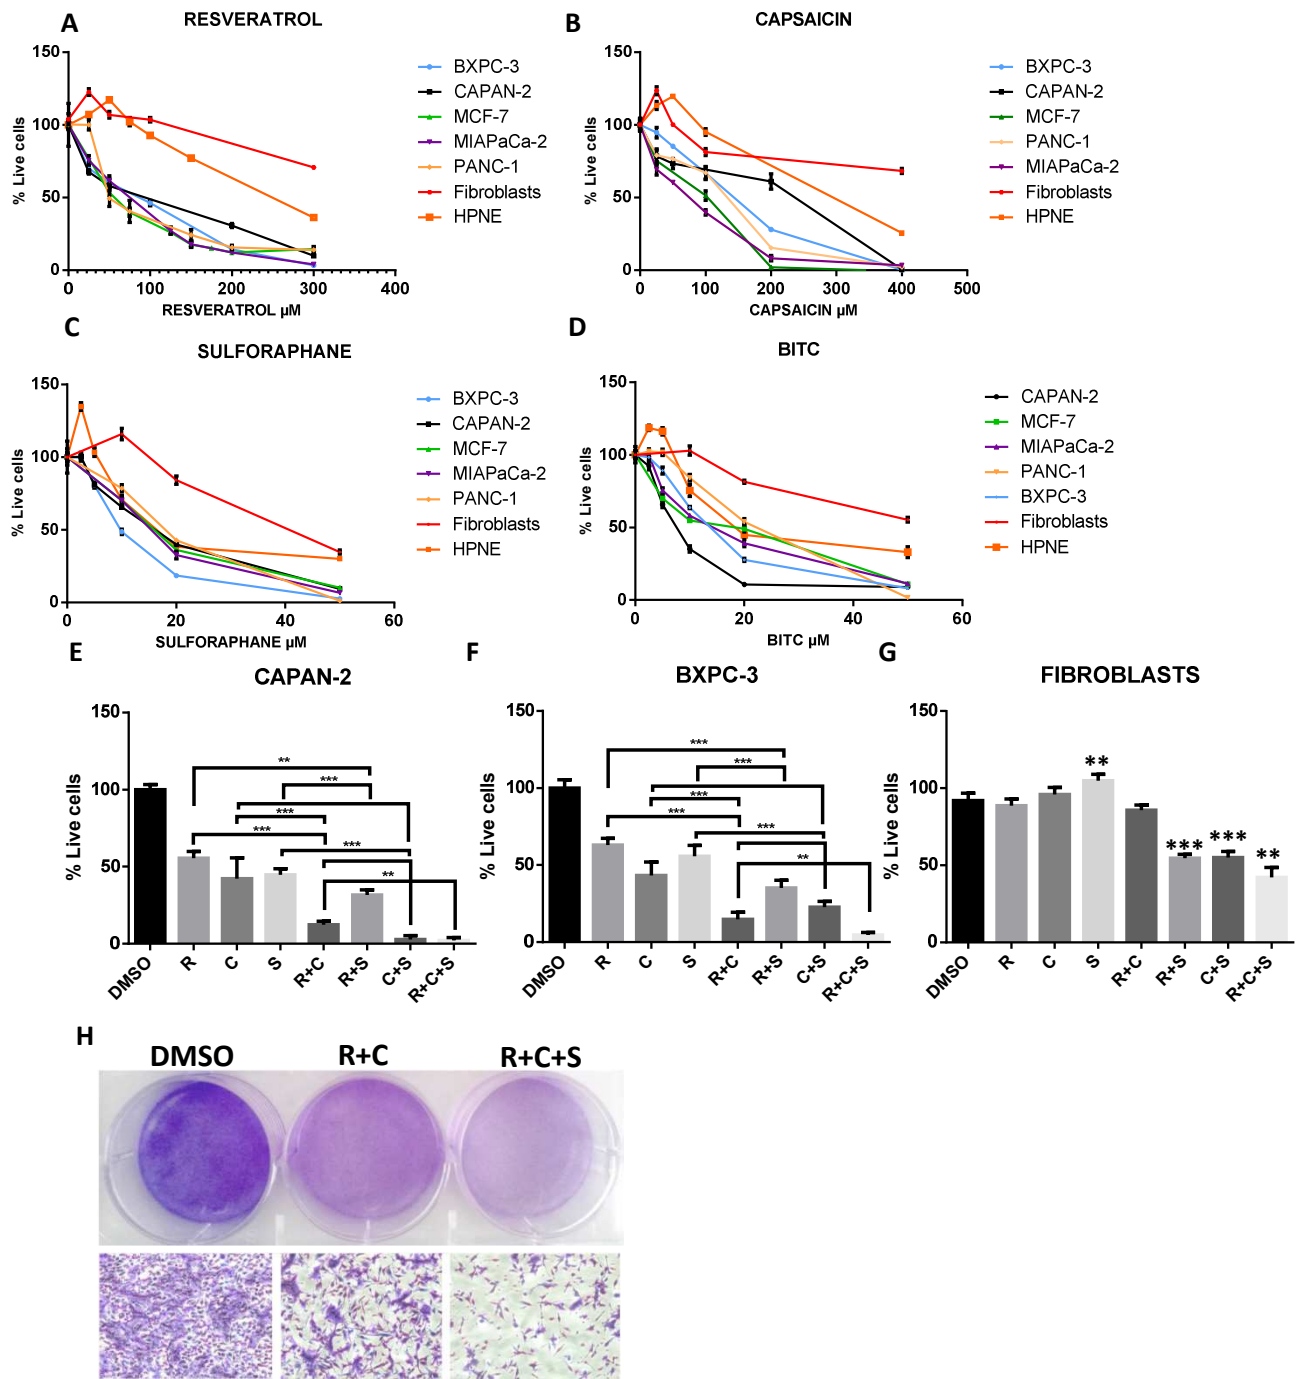 A
RESVERATROL
% Live cells
150
100
50
0
0
100
200
300
400
RESVERATROL µM
BXPC-3
CAPAN-2
MCF-7
MIAPaCa-2
PANC-1
Fibroblasts
HPNE
B
CAPSAICIN
% Live cells
150
100
50
0
0
100
200
300
400
500
CAPSAICIN µM
BXPC-3
CAPAN-2
MCF-7
PANC-1
MIAPaCa-2
Fibroblasts
HPNE
C
SULFORAPHANE
% Live cells
150
100
50
0
0
20
40
60
SULFORAPHANE µM
BXPC-3
CAPAN-2
MCF-7
MIAPaCa-2
PANC-1
Fibroblasts
HPNE
D
BITC
% Live cells
150
100
50
0
0
20
40
60
BITC µM
CAPAN-2
MCF-7
MIAPaCa-2
PANC-1
BXPC-3
Fibroblasts
HPNE
E
CAPAN-2
% Live cells
150
100
50
0
**
***
***
***
***
**
DMSO
R
C
S
R+C
R+S
C+S
R+C+S
F
BXPC-3
% Live cells
150
100
50
0
***
***
***
***
***
**
DMSO
R
C
S
R+C
R+S
C+S
R+C+S
G
FIBROBLASTS
% Live cells
150
100
50
0
**
***
***
**
DMSO
R
C
S
R+C
R+S
C+S
R+C+S
H
DMSO
R+C
R+C+S